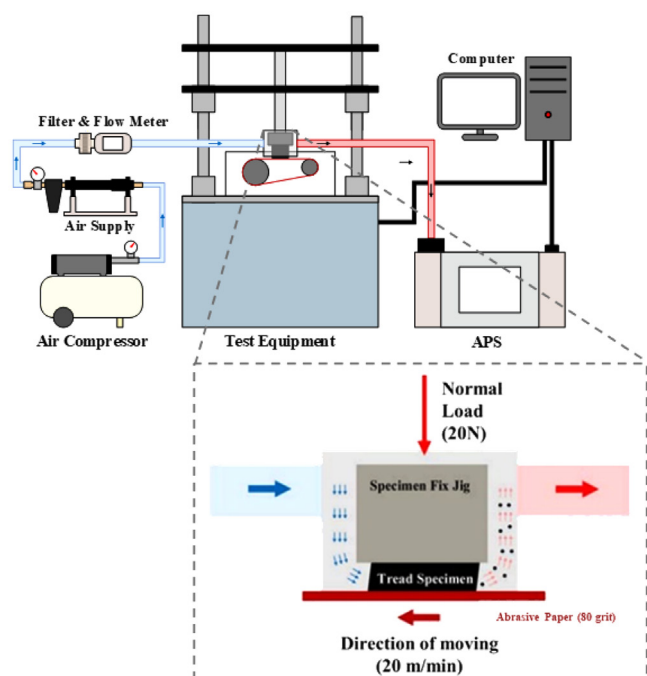 Computer
Filter & Flow Meter
Air Supply
Air Compressor
Test Equipment
APS
Normal
Load
(20N)
Specimen Fix Jig
Tread Specimen
Abrasive Paper (80 grit)
Direction of moving
(20 m/min)